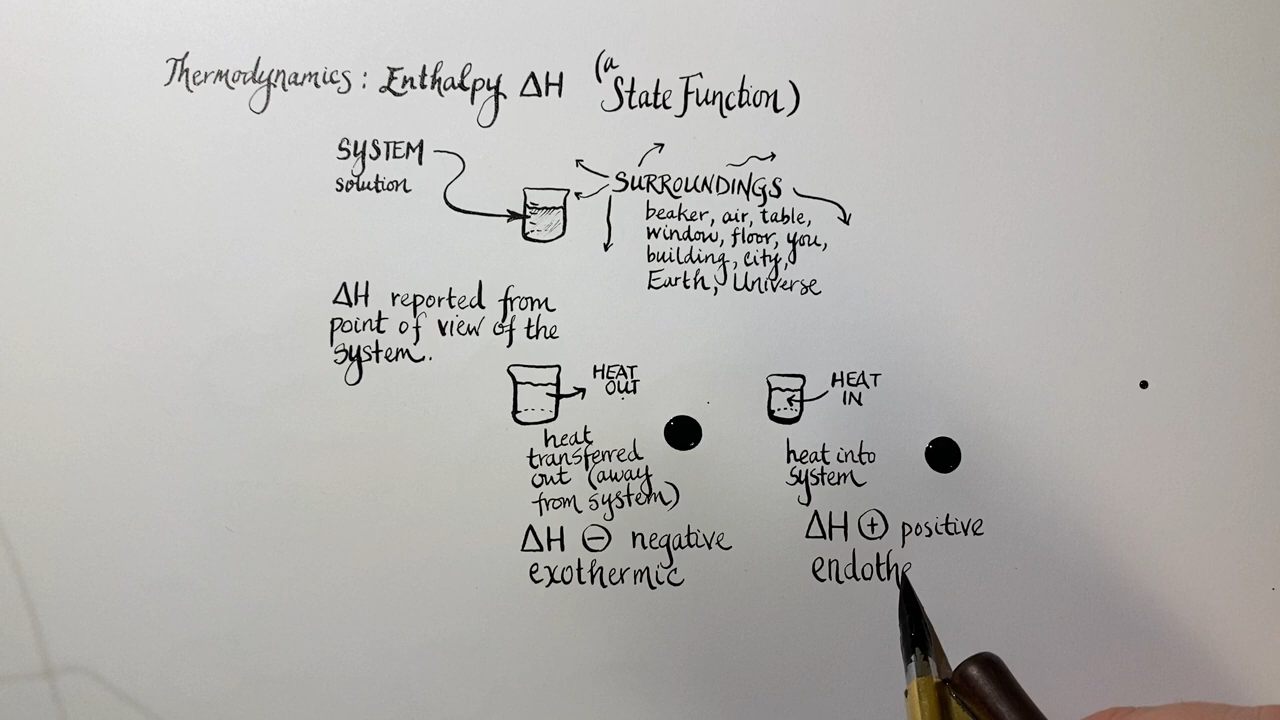 Thermodynamics: Enthalpy ΔH (a State Function)
SYSTEM
solution
SURROUNDINGS
beaker, air, table,
window, floor, you,
building, city,
Earth, Universe
ΔH reported from
point of view of the
system.
HEAT
OUT
heat
transferred
out (away
from system)
ΔH ⊖ negative
exothermic
HEAT
IN
heat into
system
ΔH ⊕ positive
endothe